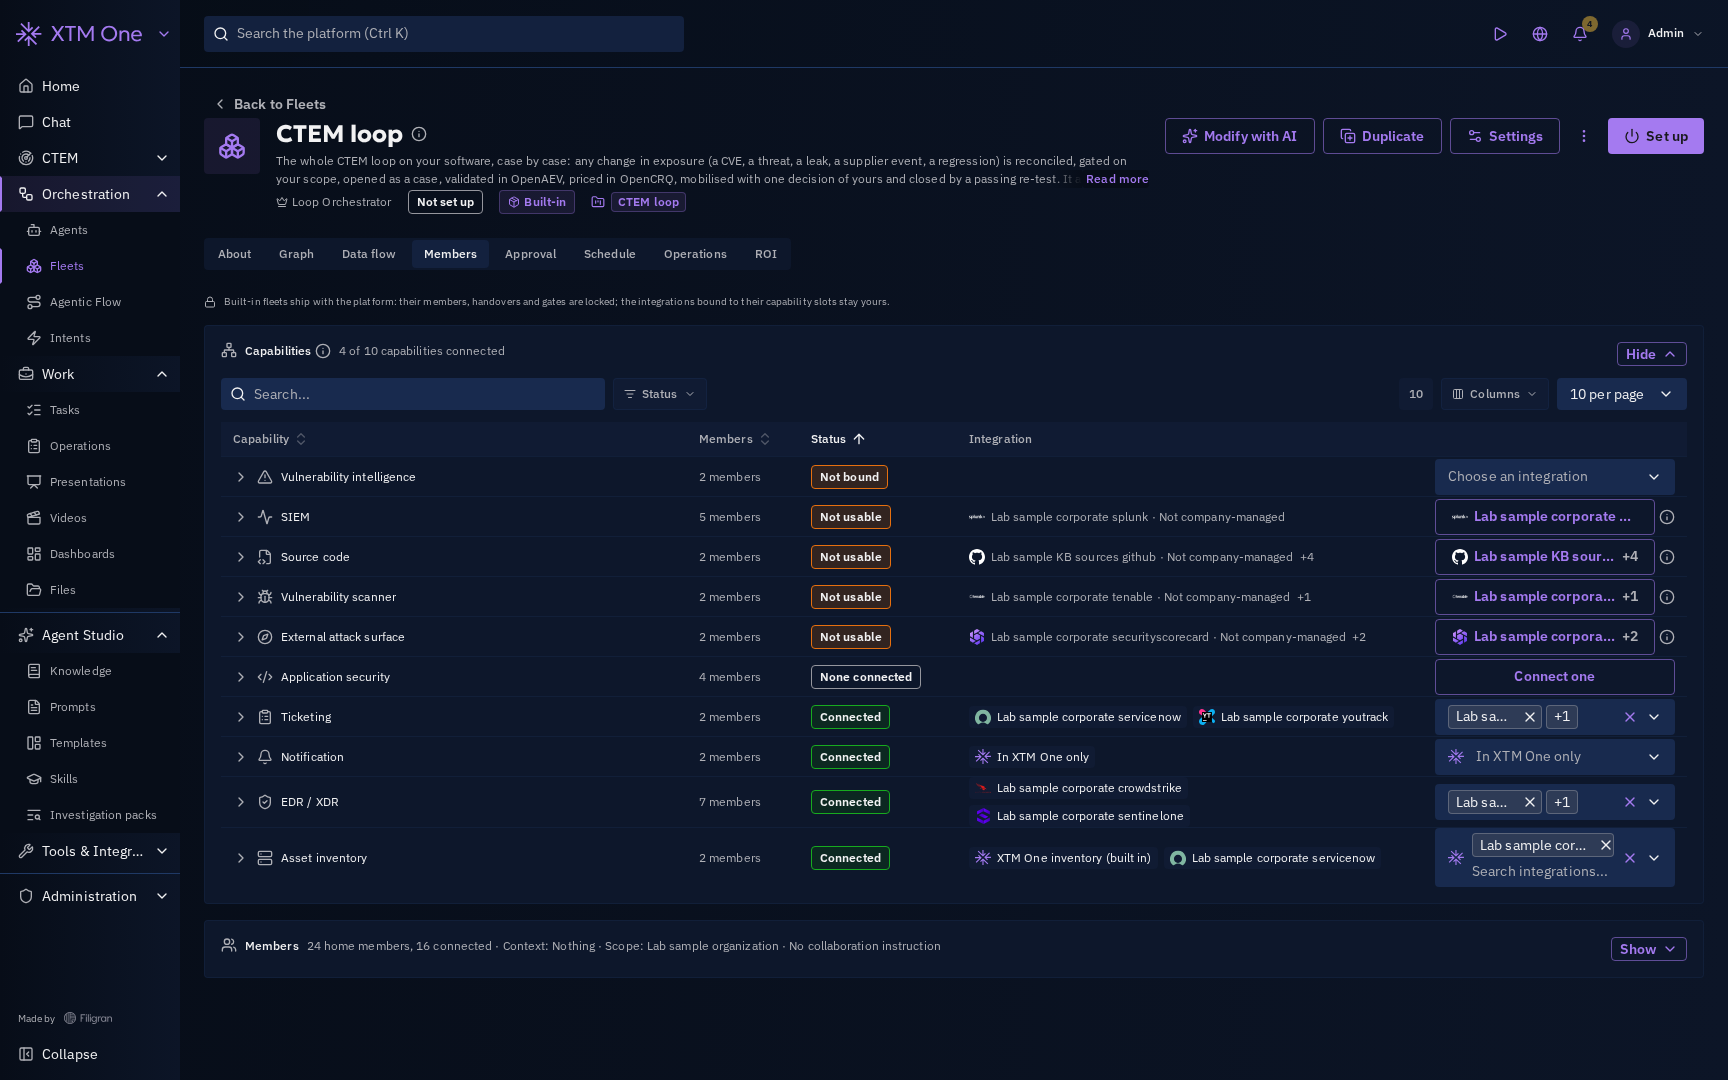 XTM One
Search the platform (Ctrl K)
4
Admin
Home
Chat
CTEM
Orchestration
Agents
Fleets
Agentic Flow
Intents
Work
Tasks
Operations
Presentations
Videos
Dashboards
Files
Agent Studio
Knowledge
Prompts
Templates
Skills
Investigation packs
Tools & Integr...
Administration
Made by Filigran
Collapse
Back to Fleets
CTEM loop
The whole CTEM loop on your software, case by case: any change in exposure (a CVE, a threat, a leak, a supplier event, a regression) is reconciled, gated on
your scope, opened as a case, validated in OpenAEV, priced in OpenCRQ, mobilised with one decision of yours and closed by a passing re-test. It Read more
Loop Orchestrator Not set up Built-in CTEM loop
Modify with AI Duplicate Settings Set up
About Graph Data flow Members Approval Schedule Operations ROI
Built-in fleets ship with the platform: their members, handovers and gates are locked; the integrations bound to their capability slots stay yours.
Capabilities 4 of 10 capabilities connected Hide
Search... Status 10 Columns 10 per page
Capability Members Status Integration
Vulnerability intelligence 2 members Not bound Choose an integration
SIEM 5 members Not usable splunk> Lab sample corporate splunk · Not company-managed splunk> Lab sample corporate ...
Source code 2 members Not usable Lab sample KB sources github · Not company-managed +4 Lab sample KB sour... +4
Vulnerability scanner 2 members Not usable Lab sample corporate tenable · Not company-managed +1 Lab sample corpora... +1
External attack surface 2 members Not usable Lab sample corporate securityscorecard · Not company-managed +2 Lab sample corpora... +2
Application security 4 members None connected Connect one
Ticketing 2 members Connected Lab sample corporate servicenow Lab sample corporate youtrack Lab sa... +1
Notification 2 members Connected In XTM One only In XTM One only
EDR / XDR 7 members Connected Lab sample corporate crowdstrike Lab sa... +1
Lab sample corporate sentinelone
Asset inventory 2 members Connected XTM One inventory (built in) Lab sample corporate servicenow Lab sample cor...
Search integrations...
Members 24 home members, 16 connected · Context: Nothing · Scope: Lab sample organization · No collaboration instruction Show